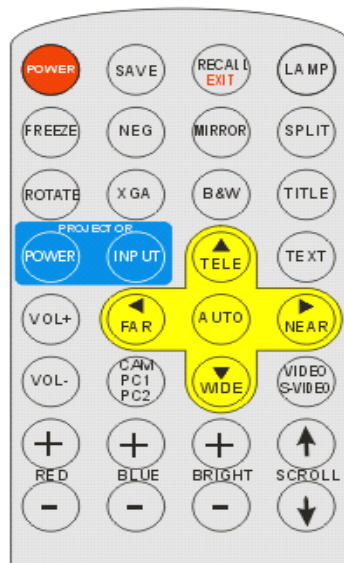 POWER SAVE RECALL EXIT LAMP
FREEZE NEG MIRROR SPLIT
ROTATE XGA B&W TITLE
PROJECTOR
POWER INPUT TELE TEXT
VOL+ FAR AUTO NEAR
VOL- CAM PC1 PC2 WIDE VIDEO S-VIDEO
+ + +
RED BLUE BRIGHT SCROLL
- - -